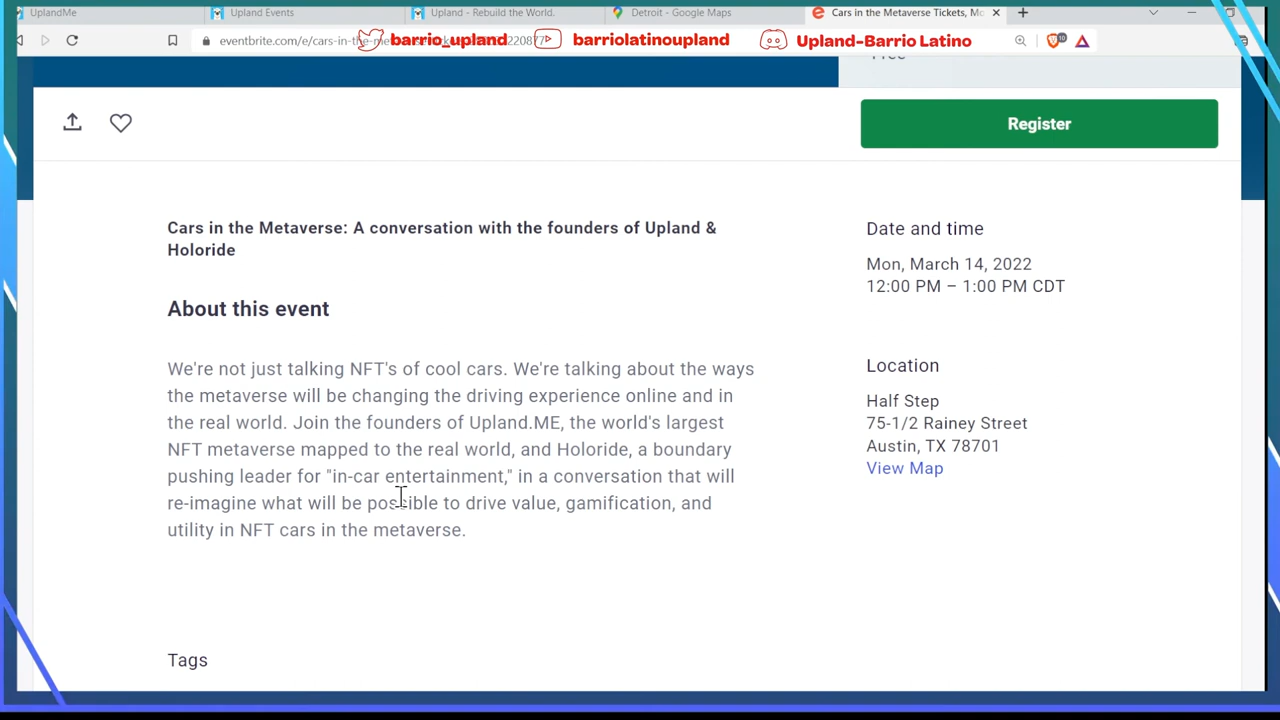 UplandMe
Upland Events
Upland - Rebuild the World.
Detroit - Google Maps
Cars in the Metaverse Tickets, Mo
barrio_upland
barriolatinoupland
Upland-Barrio Latino
Free
Register
Cars in the Metaverse: A conversation with the founders of Upland &
Holoride
About this event
We're not just talking NFT's of cool cars. We're talking about the ways
the metaverse will be changing the driving experience online and in
the real world. Join the founders of Upland.ME, the world's largest
NFT metaverse mapped to the real world, and Holoride, a boundary
pushing leader for "in-car entertainment," in a conversation that will
re-imagine what will be possible to drive value, gamification, and
utility in NFT cars in the metaverse.
Date and time
Mon, March 14, 2022
12:00 PM – 1:00 PM CDT
Location
Half Step
75-1/2 Rainey Street
Austin, TX 78701
View Map
Tags